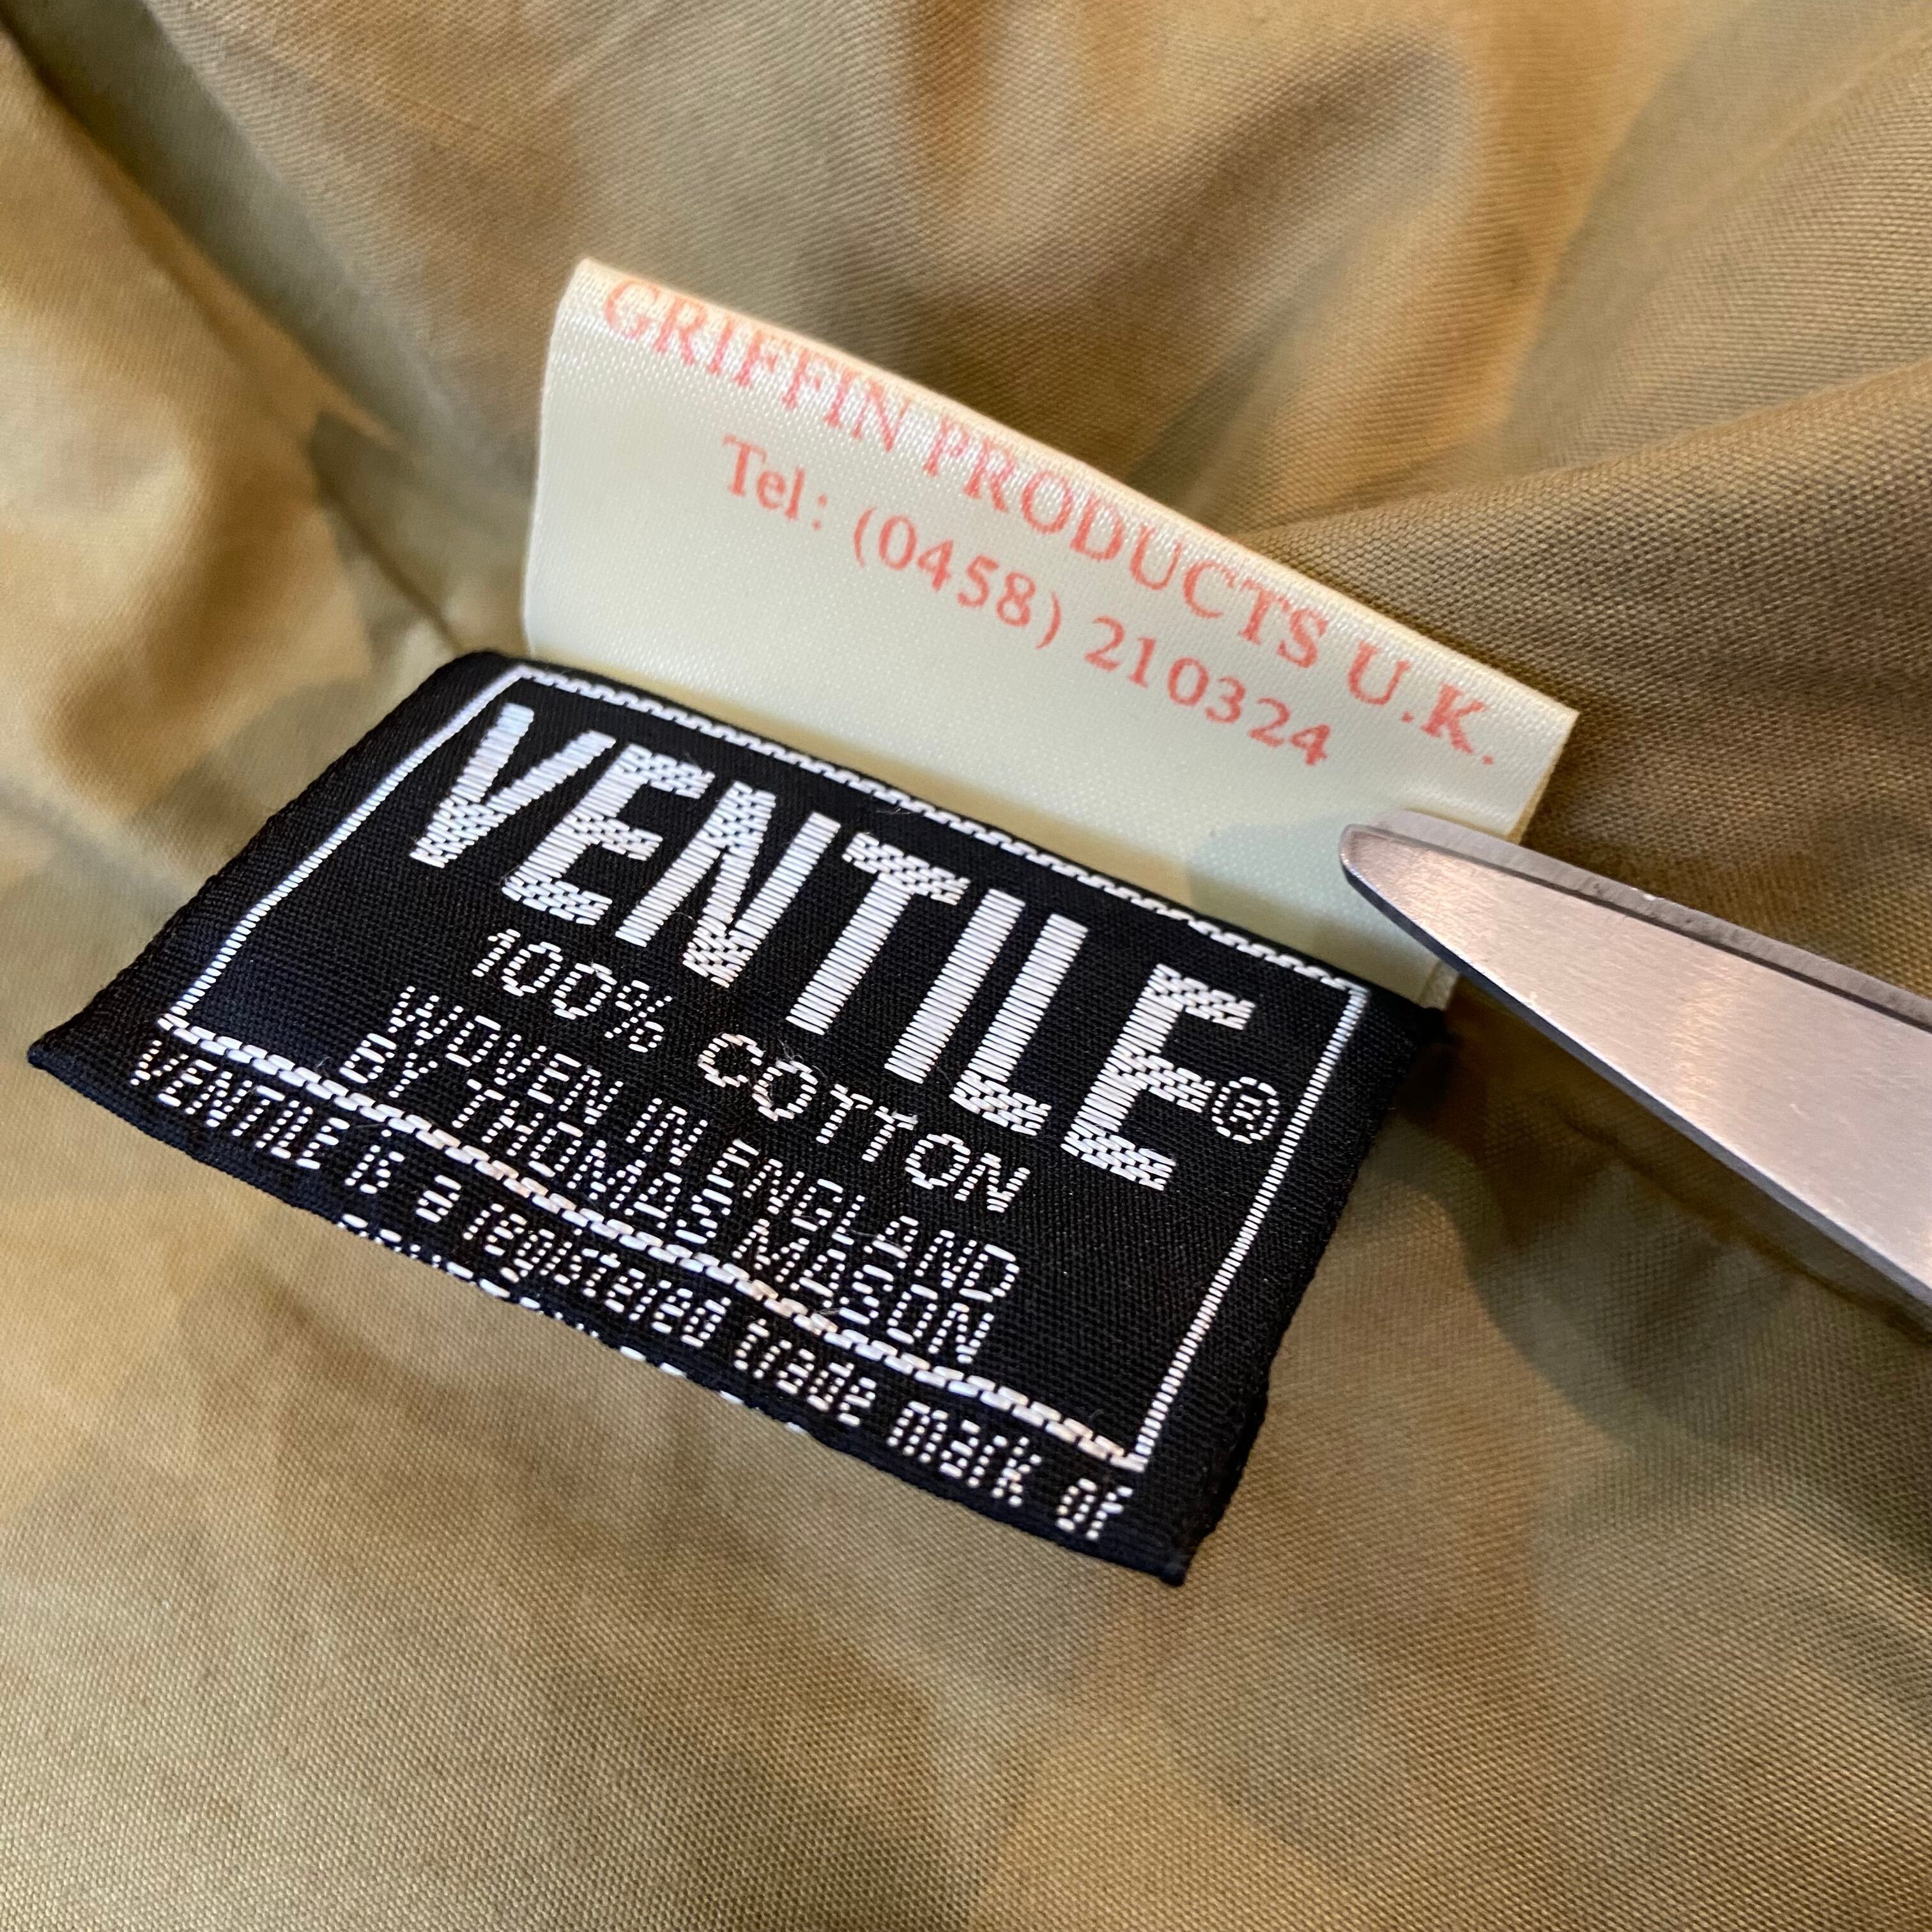 GRIFFIN PRODUCTS U.K.
Tel: (0458) 210324
VENTILE®
100% COTTON
WOVEN IN ENGLAND
BY THOMAS MASON
VENTILE is a registered trade mark of